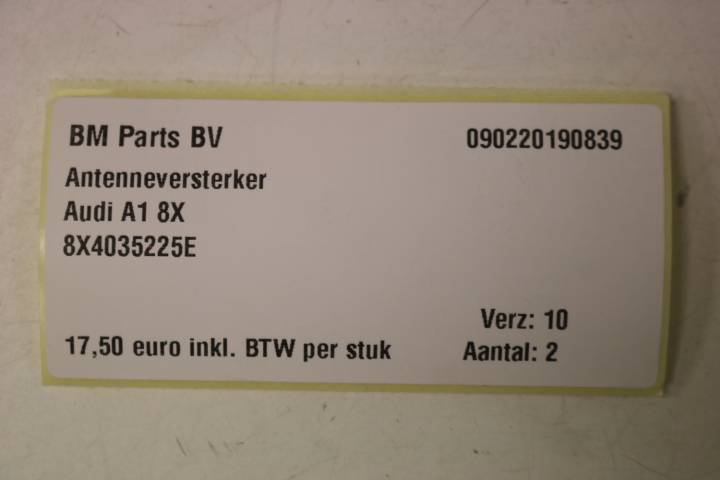 BM Parts BV 090220190839
Antenneversterker
Audi A1 8X
8X4035225E
Verz: 10
17,50 euro inkl. BTW per stuk Aantal: 2